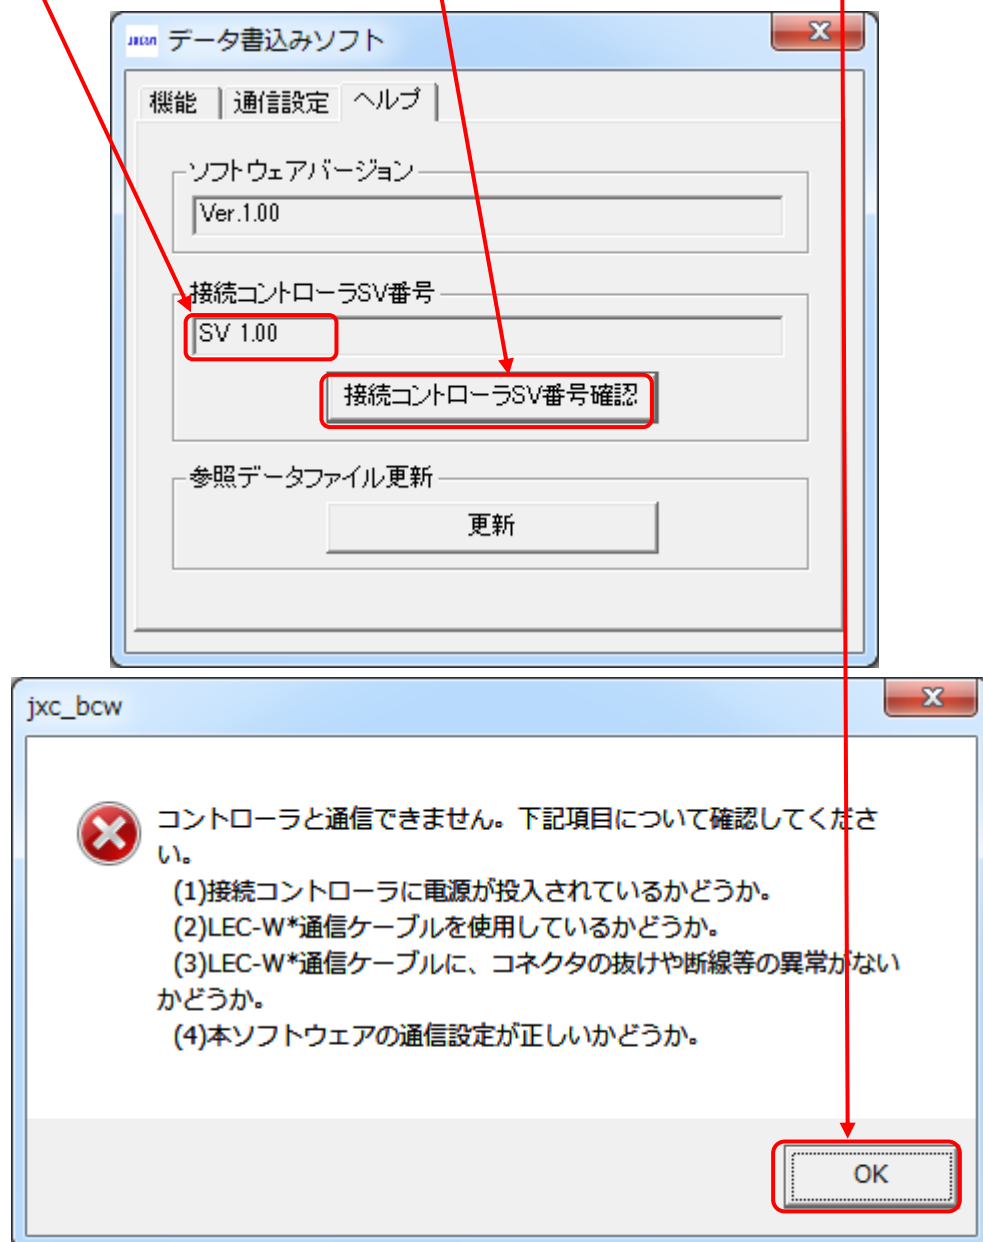 データ書込みソフト
機能 通信設定 ヘルプ
ソフトウェアバージョン
Ver.1.00
接続コントローラSV番号
SV 1.00
接続コントローラSV番号確認
参照データファイル更新
更新
jxc_bcw
コントローラと通信できません。下記項目について確認してくださ
い。
(1)接続コントローラに電源が投入されているかどうか。
(2)LEC-W*通信ケーブルを使用しているかどうか。
(3)LEC-W*通信ケーブルに、コネクタの抜けや断線等の異常がない
かどうか。
(4)本ソフトウェアの通信設定が正しいかどうか。
OK